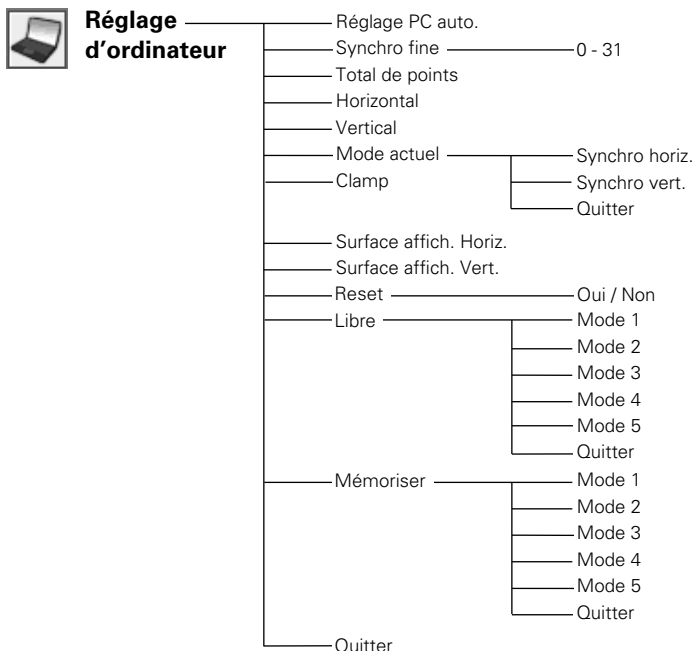 Réglage
d’ordinateur
Réglage PC auto.
Synchro fine 0 - 31
Total de points
Horizontal
Vertical
Mode actuel Synchro horiz.
Clamp Synchro vert.
Quitter
Surface affich. Horiz.
Surface affich. Vert.
Reset Oui / Non
Libre Mode 1
Mode 2
Mode 3
Mode 4
Mode 5
Quitter
Mémoriser Mode 1
Mode 2
Mode 3
Mode 4
Mode 5
Quitter
Quitter